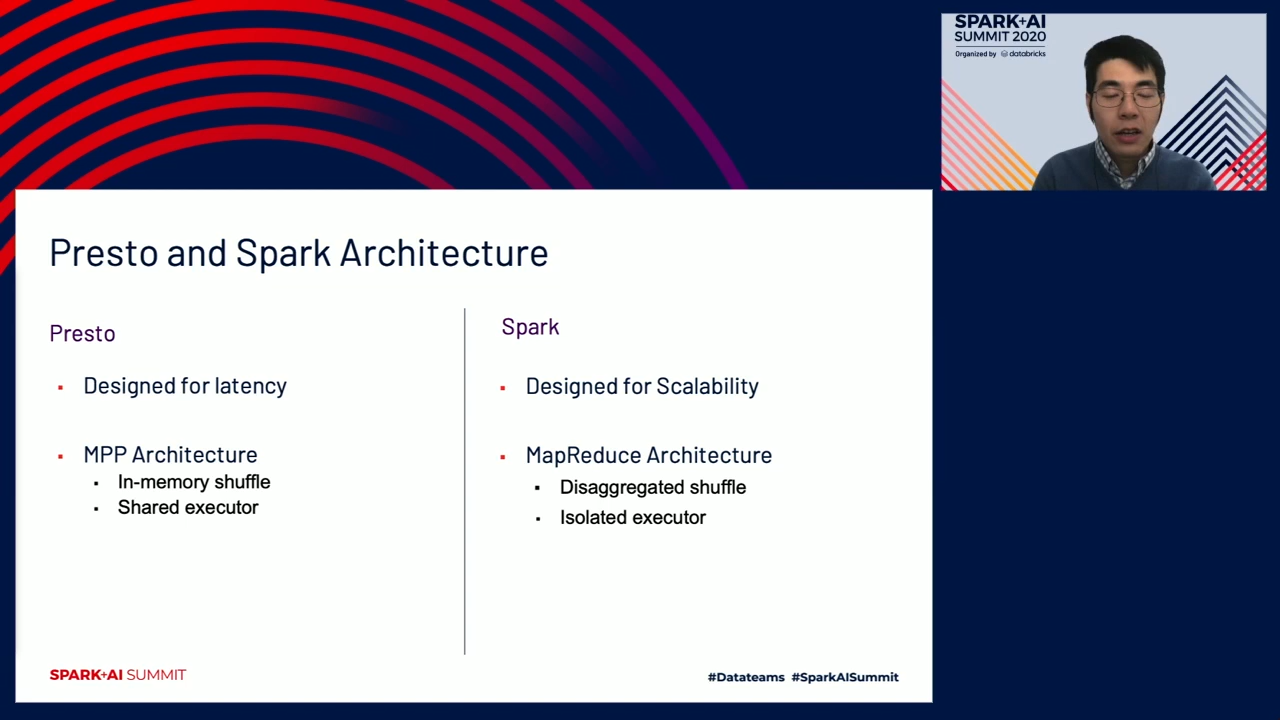 SPARK+AI
SUMMIT 2020
Organized by databricks
Presto and Spark Architecture
Presto
▪ Designed for latency
▪ MPP Architecture
▪ In-memory shuffle
▪ Shared executor
Spark
▪ Designed for Scalability
▪ MapReduce Architecture
▪ Disaggregated shuffle
▪ Isolated executor
SPARK+AI SUMMIT
#Datateams #SparkAISummit